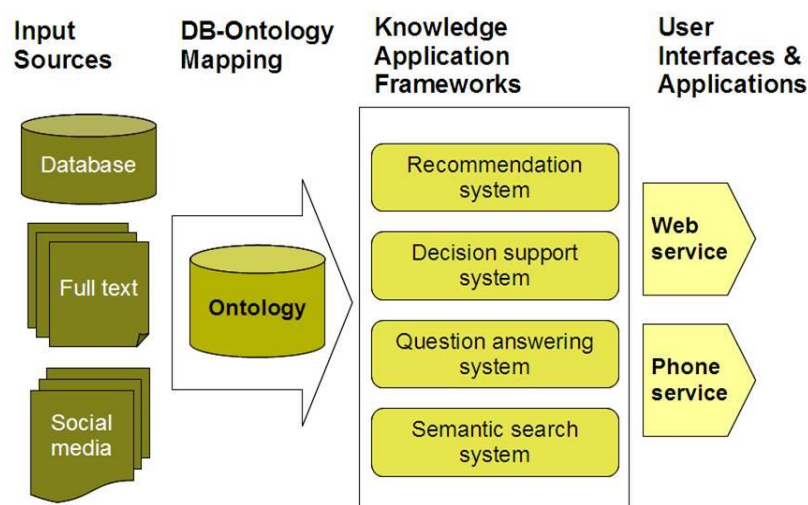 Input
Sources
DB-Ontology
Mapping
Knowledge
Application
Frameworks
User
Interfaces &
Applications
Database
Full text
Social
media
Ontology
Recommendation
system
Decision support
system
Question answering
system
Semantic search
system
Web
service
Phone
service